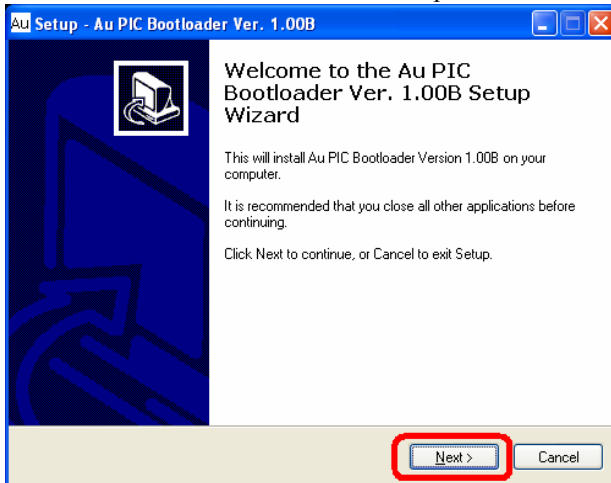 Au Setup - Au PIC Bootloader Ver. 1.00B
Welcome to the Au PIC
Bootloader Ver. 1.00B Setup
Wizard
This will install Au PIC Bootloader Version 1.00B on your
computer.
It is recommended that you close all other applications before
continuing.
Click Next to continue, or Cancel to exit Setup.
Next > Cancel